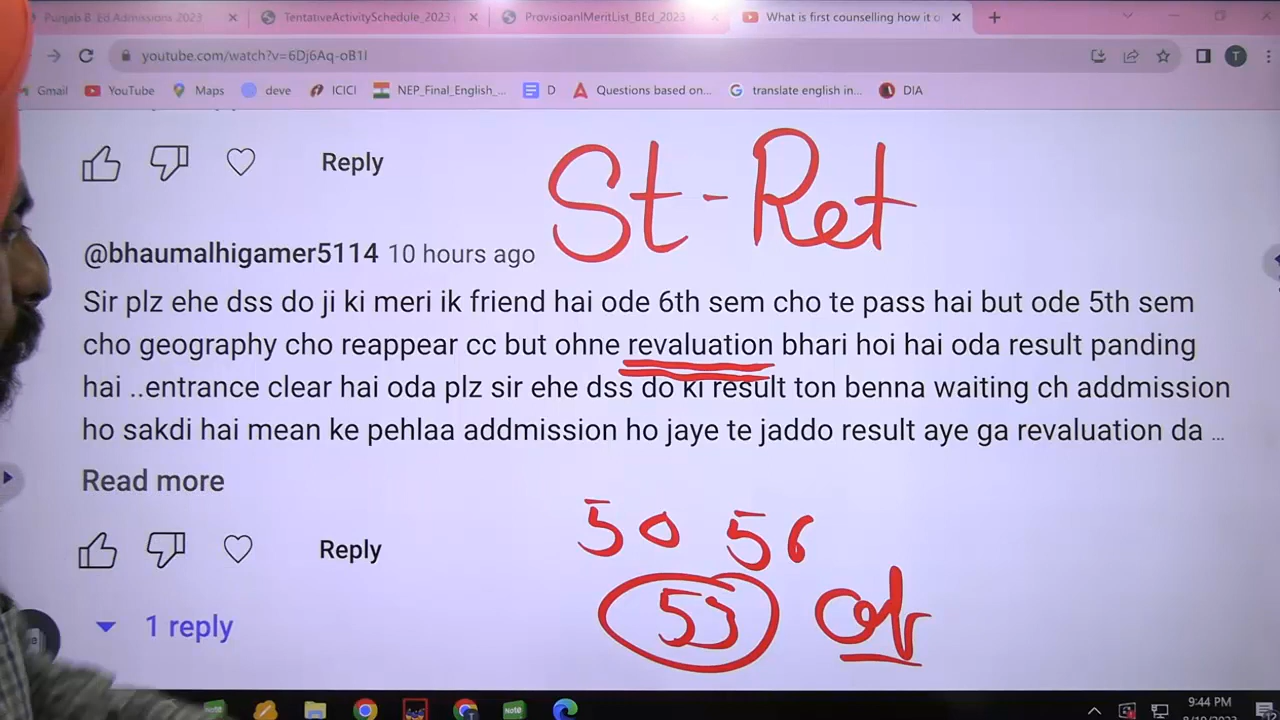 Punjab B. Ed Admissions 2023
TentativeActivitySchedule_2023
ProvisioanlMeritList_BEd_2023
What is first counselling how it o
youtube.com/watch?v=6Dj6Aq-oB1I
Gmail
YouTube
Maps
deve
ICICI
NEP_Final_English_...
D
Questions based on...
translate english in...
DIA
T
Reply
St-Ret
@bhaumalhigamer5114 10 hours ago
Sir plz ehe dss do ji ki meri ik friend hai ode 6th sem cho te pass hai but ode 5th sem
cho geography cho reappear cc but ohne revaluation bhari hoi hai oda result panding
hai ..entrance clear hai oda plz sir ehe dss do ki result ton benna waiting ch addmission
ho sakdi hai mean ke pehlaa addmission ho jaye te jaddo result aye ga revaluation da ...
Read more
50 56
Reply
53
1 reply
9:44 PM